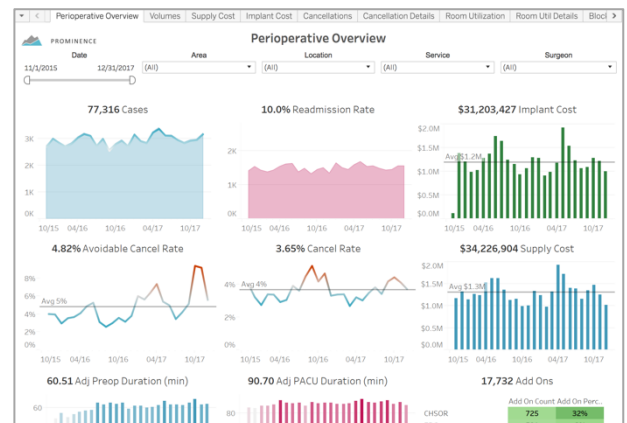 Perioperative Overview Volumes Supply Cost Implant Cost Cancellations Cancellation Details Room Utilization Room Util Details
PROMINENCE
Perioperative Overview
Date Area Location Service Surgeon
11/1/2015 12/31/2017 (All) (All) (All) (All)
77,316 Cases 10.0% Readmission Rate $31,203,427 Implant Cost
$2.0M
3K
2K
Avg $1.2M
2K
$1.0M
1K
1K
$0.5M
0K 0K $0.0M
10/15 04/16 10/16 04/17 10/17 10/15 04/16 10/16 04/17 10/17 10/15 04/16 10/16 04/17 10/17
4.82% Avoidable Cancel Rate 3.65% Cancel Rate $34,226,904 Supply Cost
$2.0M
8%
4% Avg 4% Avg $1.3M
6%
Avg 5%
4% 2% $1.0M
2% $0.5M
0% 0% $0.0M
10/15 04/16 10/16 04/17 10/17 10/15 04/16 10/16 04/17 10/17 10/15 04/16 10/16 04/17 10/17
60.51 Adj Preop Duration (min) 90.70 Adj PACU Duration (min) 17,732 Add Ons
Add On Count Add On Perc..
60 80 CHSOR 725 32%